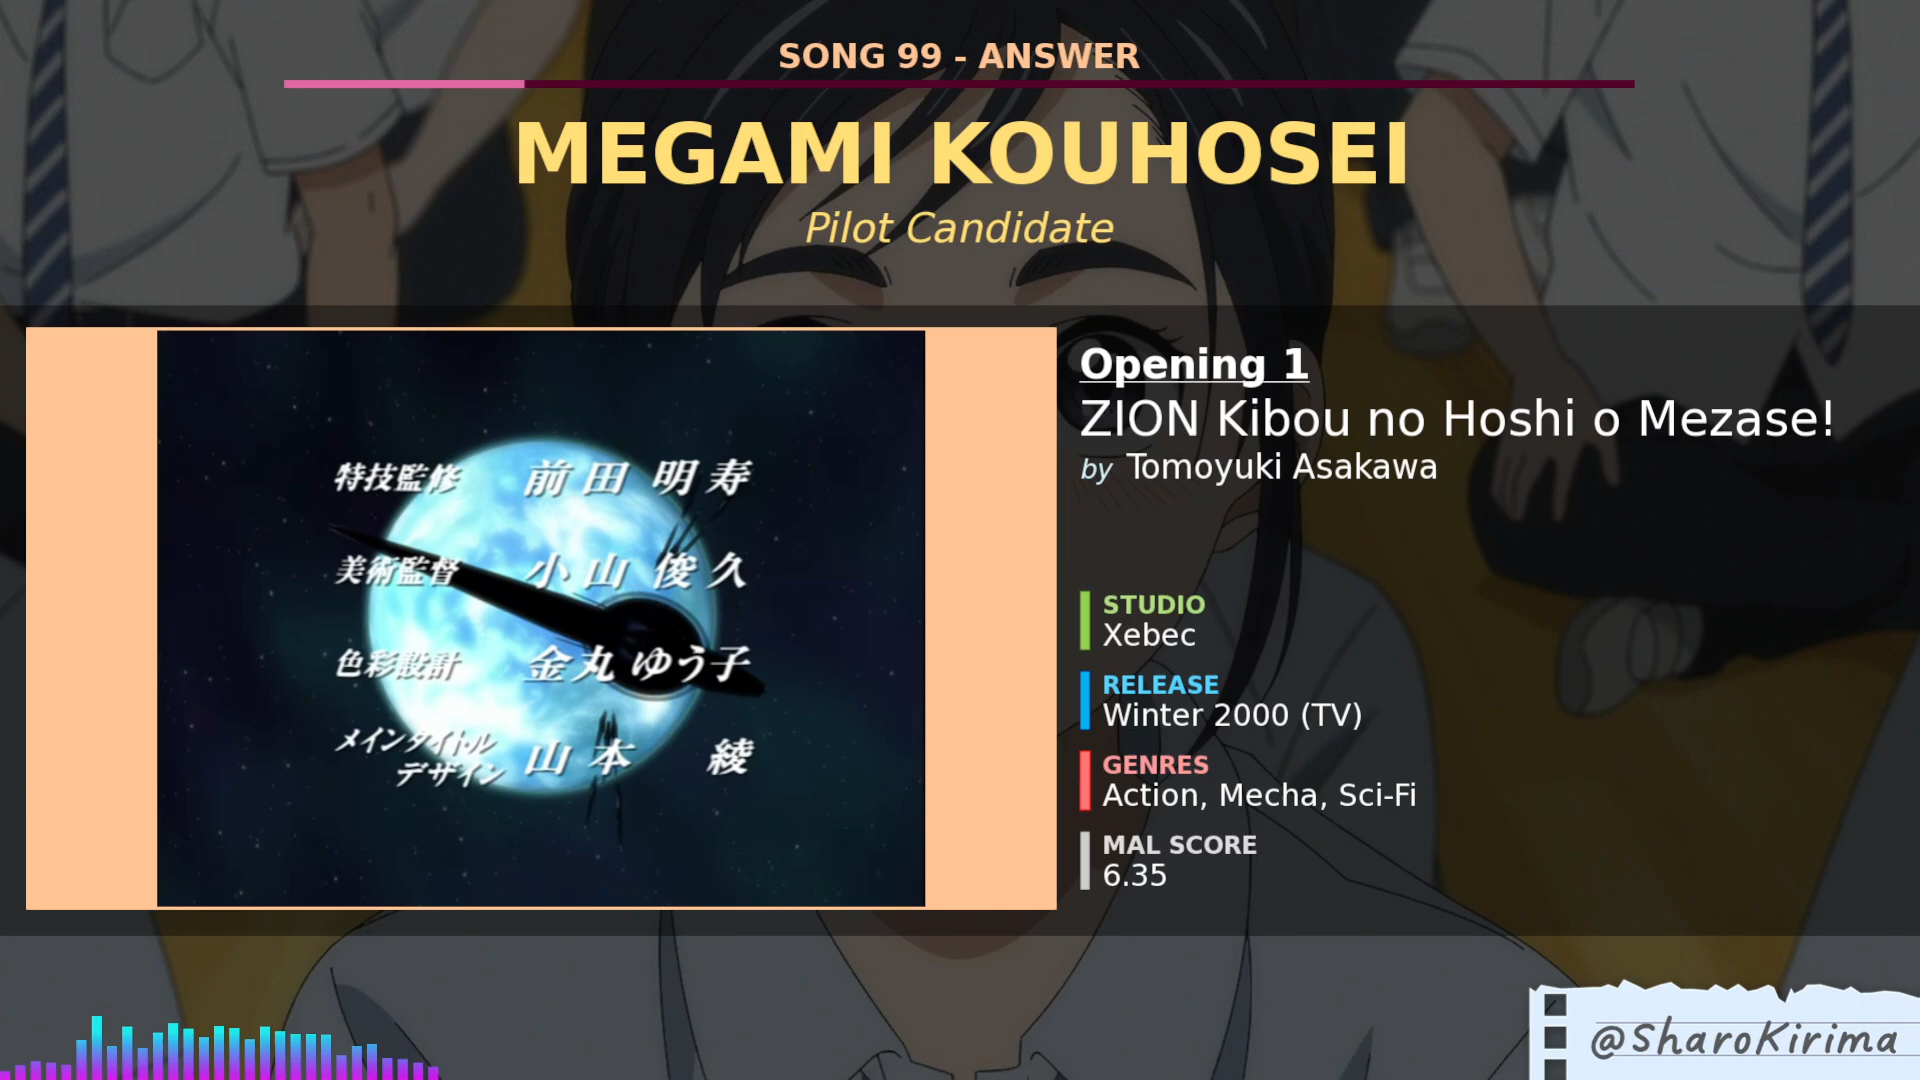 SONG 99 - ANSWER
MEGAMI KOUHOSEI
Pilot Candidate
特技監修 前田 明寿
美術監督 小山 俊久
色彩設計 金丸 ゆう子
メインタイトル
デザイン 山本 綾
Opening 1
ZION Kibou no Hoshi o Mezase!
by Tomoyuki Asakawa
STUDIO
Xebec
RELEASE
Winter 2000 (TV)
GENRES
Action, Mecha, Sci-Fi
MAL SCORE
6.35
@SharoKirima